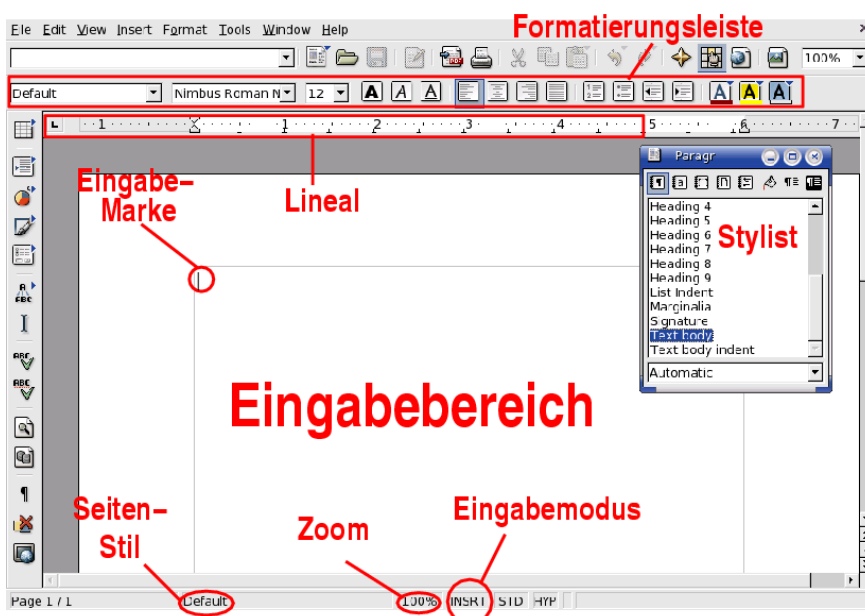 Formatierungsleiste
File Edit View Insert Format Tools Window Help
100%
Default Nimbus Roman N 12 A A A A A A
1 1 2 3 4 5 6 7
Eingabe–
Marke
Lineal
Paragr
Heading 4
Heading 5
Heading 6
Heading 7
Heading 8
Heading 9
List Indent
Marginalia
Signature
Text body
Text body indent
Automatic
Stylist
Eingabebereich
Seiten–
Stil
Zoom
Eingabemodus
Page 1 / 1 Default 100% INSRT STD HYP